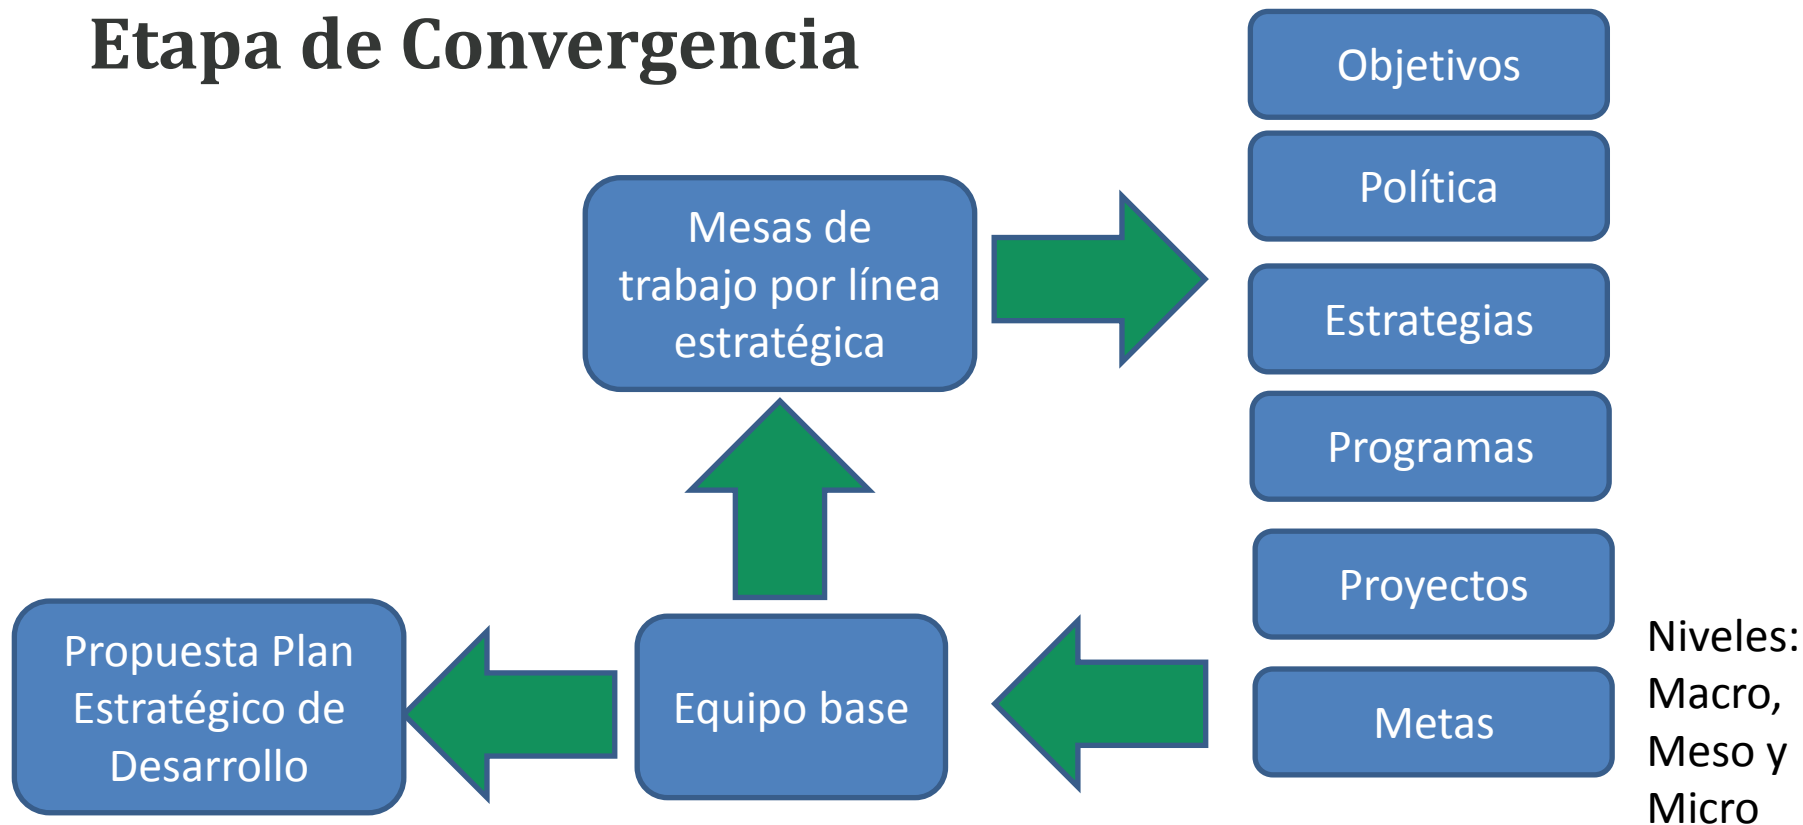 Etapa de Convergencia
Objetivos
Política
Estrategias
Programas
Proyectos
Metas
Mesas de
trabajo por línea
estratégica
Equipo base
Propuesta Plan
Estratégico de
Desarrollo
Niveles:
Macro,
Meso y
Micro